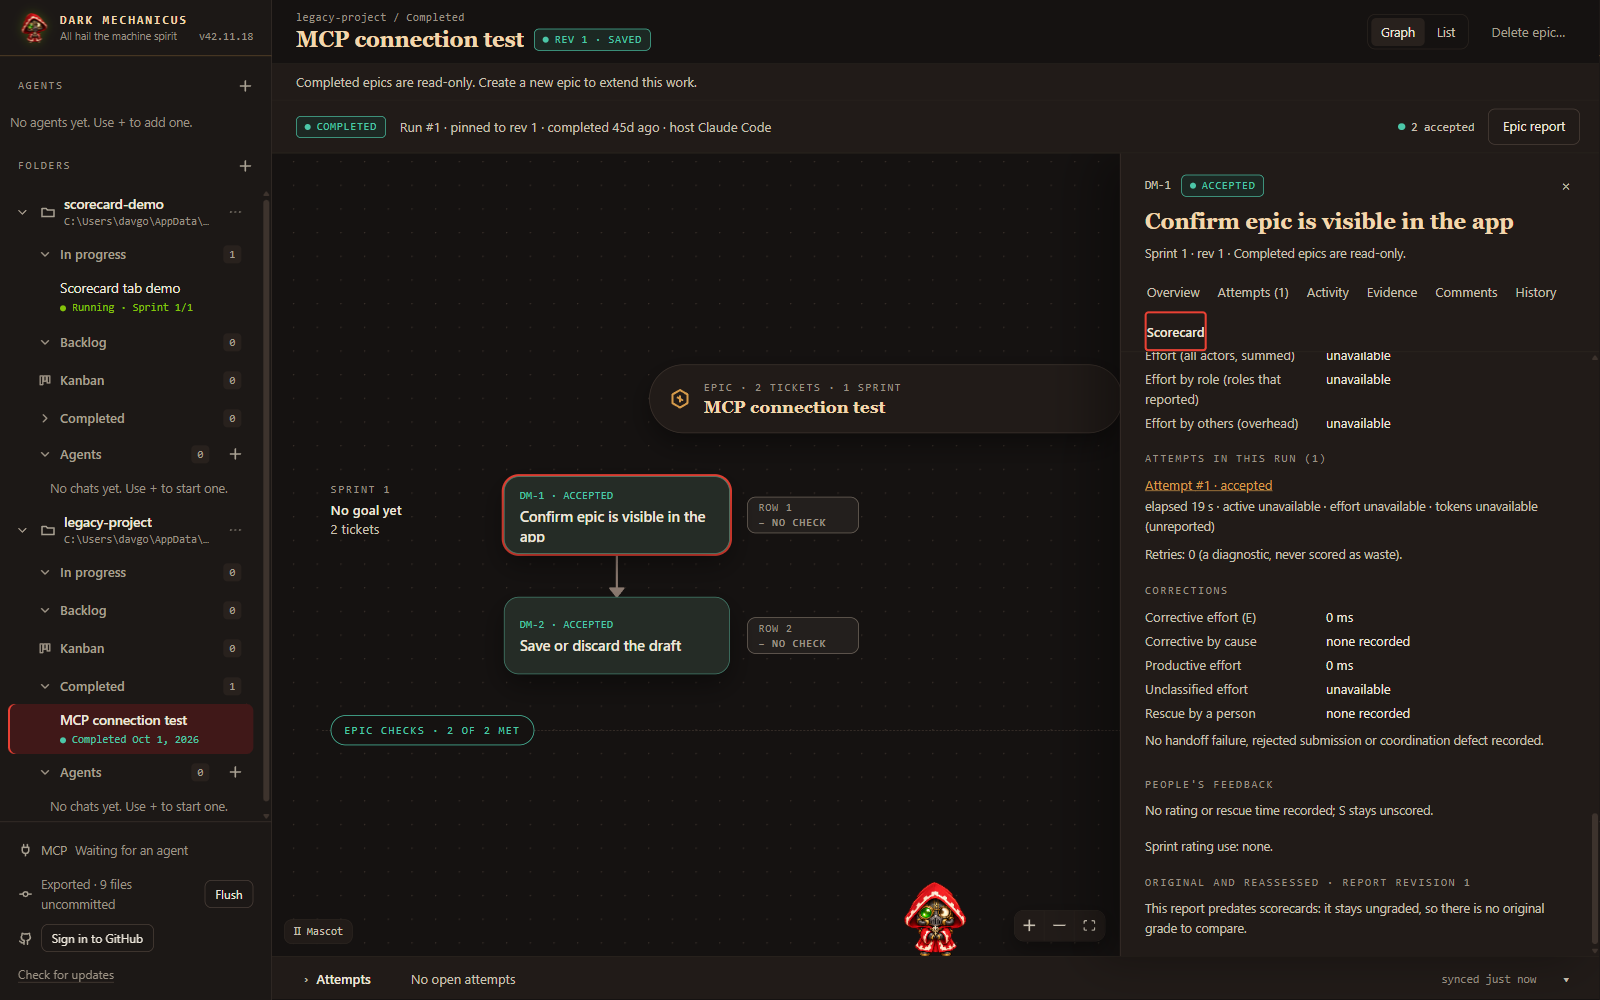 DARK MECHANICUS
All hail the machine spirit v42.11.18
AGENTS
No agents yet. Use + to add one.
FOLDERS
scorecard-demo
C:\Users\davgo\AppData\…
In progress 1
Scorecard tab demo
Running · Sprint 1/1
Backlog 0
Kanban 0
Completed 0
Agents 0
No chats yet. Use + to start one.
legacy-project
C:\Users\davgo\AppData\…
In progress 0
Backlog 0
Kanban 0
Completed 1
MCP connection test
Completed Oct 1, 2026
Agents 0
No chats yet. Use + to start one.
MCP Waiting for an agent
Exported · 9 files
uncommitted
Flush
Sign in to GitHub
Check for updates
legacy-project / Completed
MCP connection test
REV 1 · SAVED
Graph List Delete epic...
Completed epics are read-only. Create a new epic to extend this work.
COMPLETED Run #1 · pinned to rev 1 · completed 45d ago · host Claude Code
2 accepted Epic report
EPIC · 2 TICKETS · 1 SPRINT
MCP connection test
SPRINT 1
No goal yet
2 tickets
DM-1 · ACCEPTED
Confirm epic is visible in the
app
ROW 1
– NO CHECK
DM-2 · ACCEPTED
Save or discard the draft
ROW 2
– NO CHECK
EPIC CHECKS · 2 OF 2 MET
Mascot
DM-1 ACCEPTED
Confirm epic is visible in the app
Sprint 1 · rev 1 · Completed epics are read-only.
Overview Attempts (1) Activity Evidence Comments History
Scorecard
Effort (all actors, summed) unavailable
Effort by role (roles that unavailable
reported)
Effort by others (overhead) unavailable
ATTEMPTS IN THIS RUN (1)
Attempt #1 · accepted
elapsed 19 s · active unavailable · effort unavailable · tokens unavailable
(unreported)
Retries: 0 (a diagnostic, never scored as waste).
CORRECTIONS
Corrective effort (E) 0 ms
Corrective by cause none recorded
Productive effort 0 ms
Unclassified effort unavailable
Rescue by a person none recorded
No handoff failure, rejected submission or coordination defect recorded.
PEOPLE'S FEEDBACK
No rating or rescue time recorded; S stays unscored.
Sprint rating use: none.
ORIGINAL AND REASSESSED · REPORT REVISION 1
This report predates scorecards: it stays ungraded, so there is no original
grade to compare.
Attempts No open attempts
synced just now